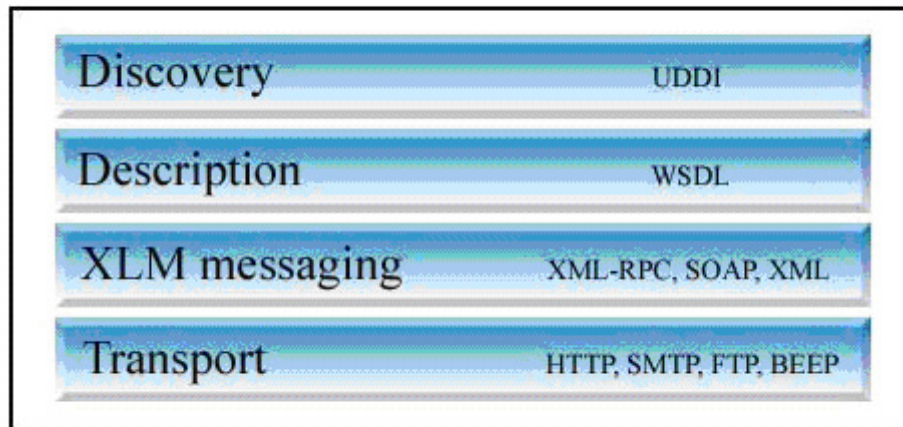 Discovery UDDI
Description WSDL
XLM messaging XML-RPC, SOAP, XML
Transport HTTP, SMTP, FTP, BEEP